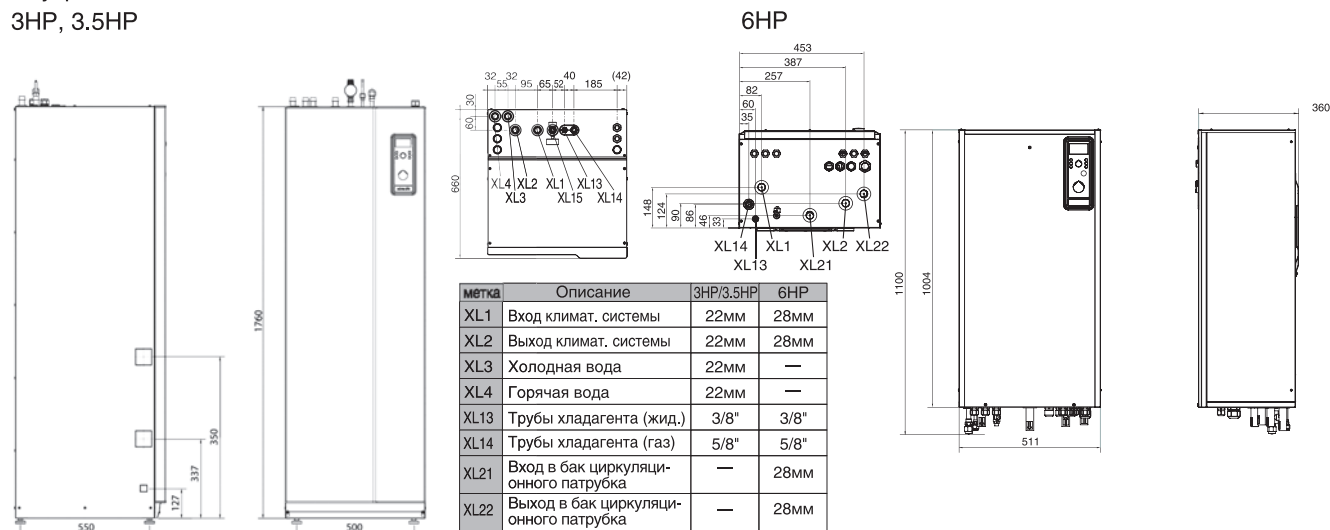 3HP, 3.5HP
6HP
32 32 40 (42)
55 95 65 52 185
30
60
660
XL4 XL2 XL1 XL13
XL3 XL15 XL14
453
387
257
82
60
35
148
124
90
86
46
33
XL14 XL1 XL2 XL22
XL13 XL21
1760
350
337
127
550
500
1100
1004
511
360
метка Описание 3HP/3.5HP 6HP
XL1 Вход климат. системы 22мм 28мм
XL2 Выход климат. системы 22мм 28мм
XL3 Холодная вода 22мм —
XL4 Горячая вода 22мм —
XL13 Трубы хладагента (жид.) 3/8" 3/8"
XL14 Трубы хладагента (газ) 5/8" 5/8"
XL21 Вход в бак циркуляци-
онного патрубка — 28мм
XL22 Выход в бак циркуляци-
онного патрубка — 28мм